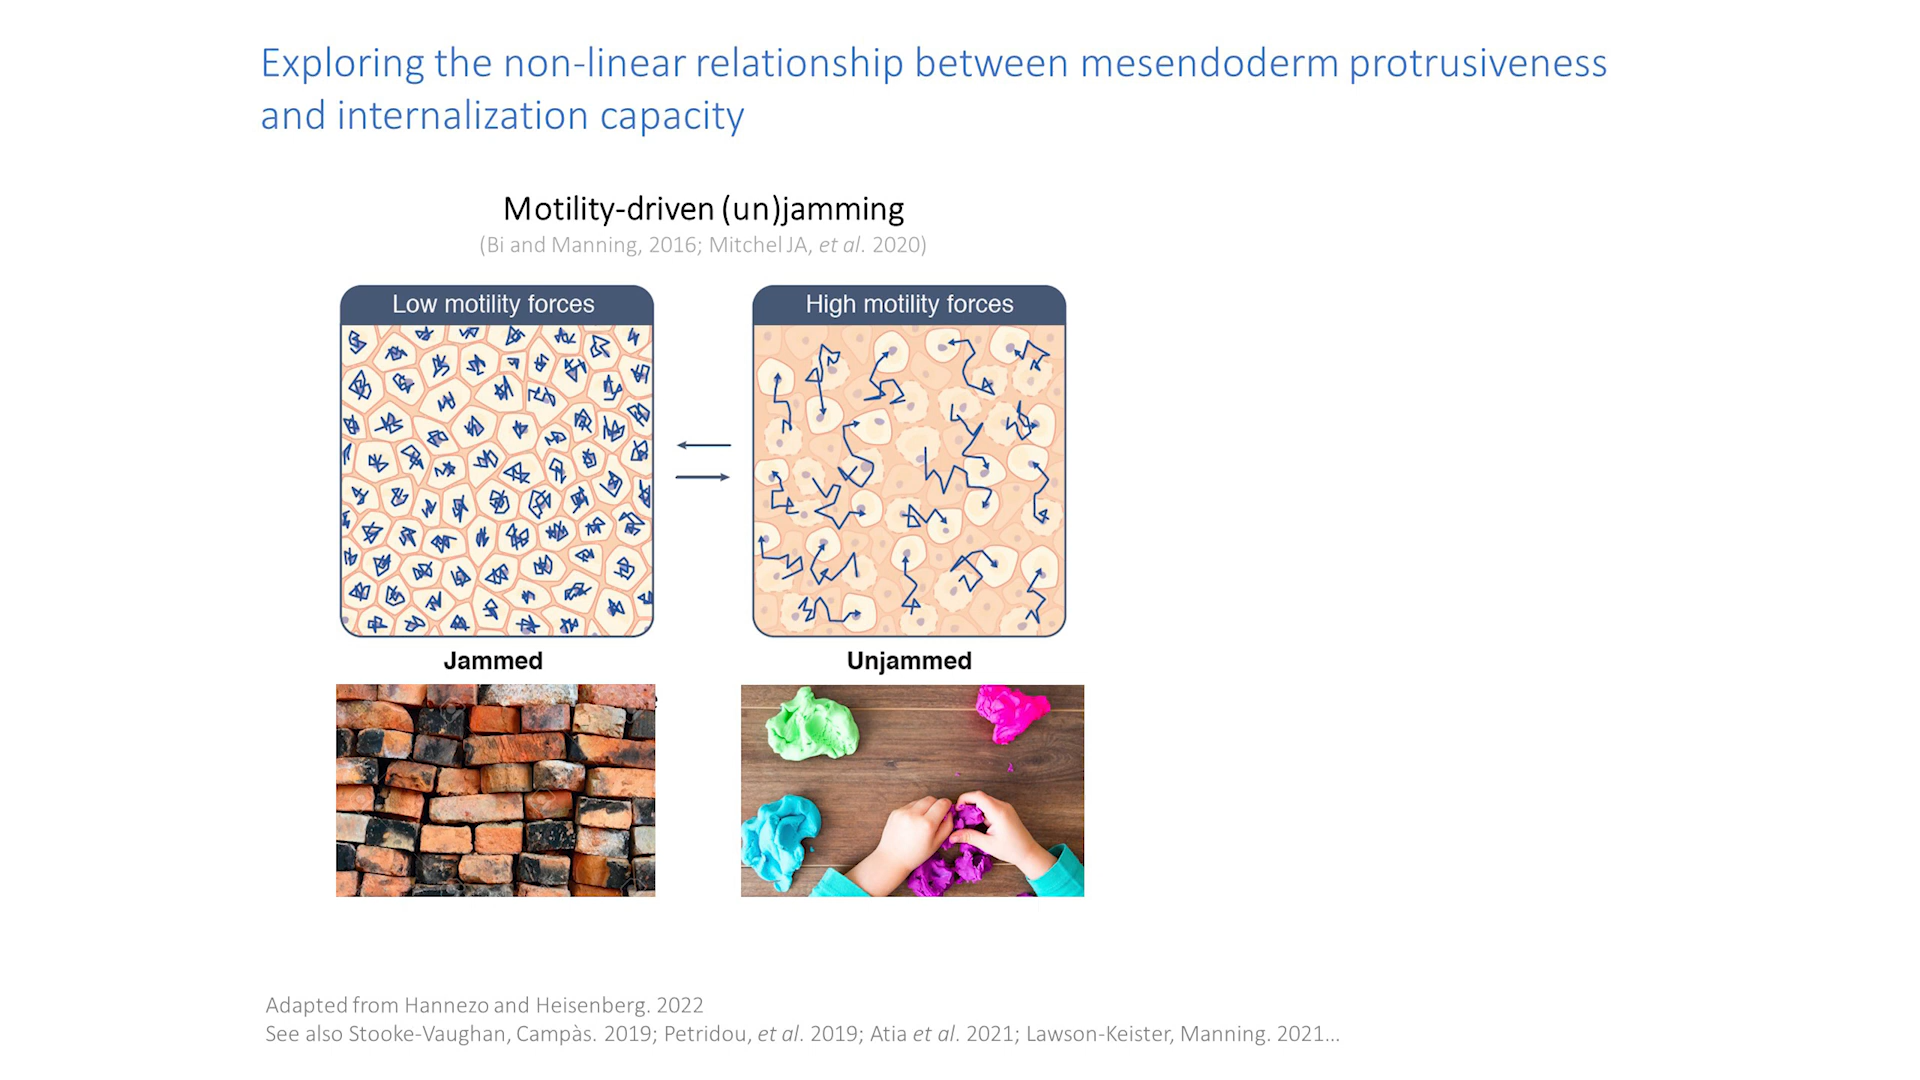 Exploring the non-linear relationship between mesendoderm protrusiveness
and internalization capacity
Motility-driven (un)jamming
(Bi and Manning, 2016; Mitchel JA, et al. 2020)
Low motility forces
High motility forces
Jammed
Unjammed
Adapted from Hannezo and Heisenberg. 2022
See also Stooke-Vaughan, Campàs. 2019; Petridou, et al. 2019; Atia et al. 2021; Lawson-Keister, Manning. 2021...